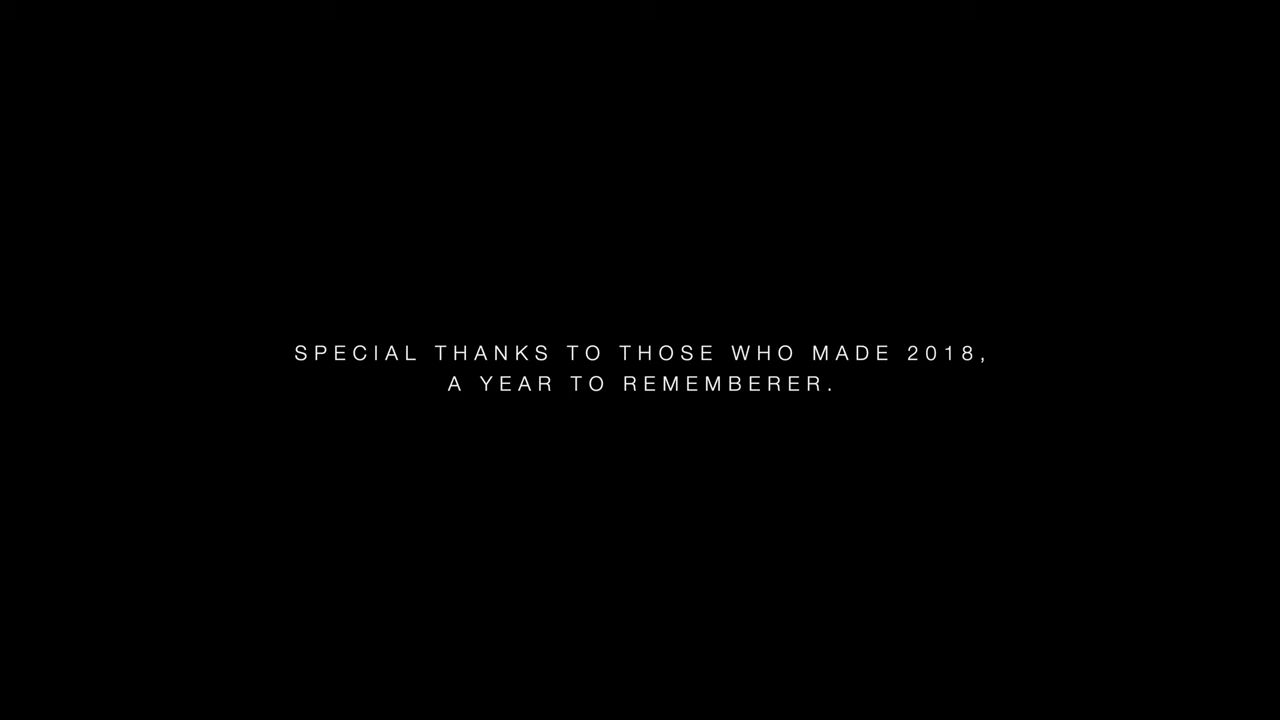 SPECIAL THANKS TO THOSE WHO MADE 2018,
A YEAR TO REMEMBERER.